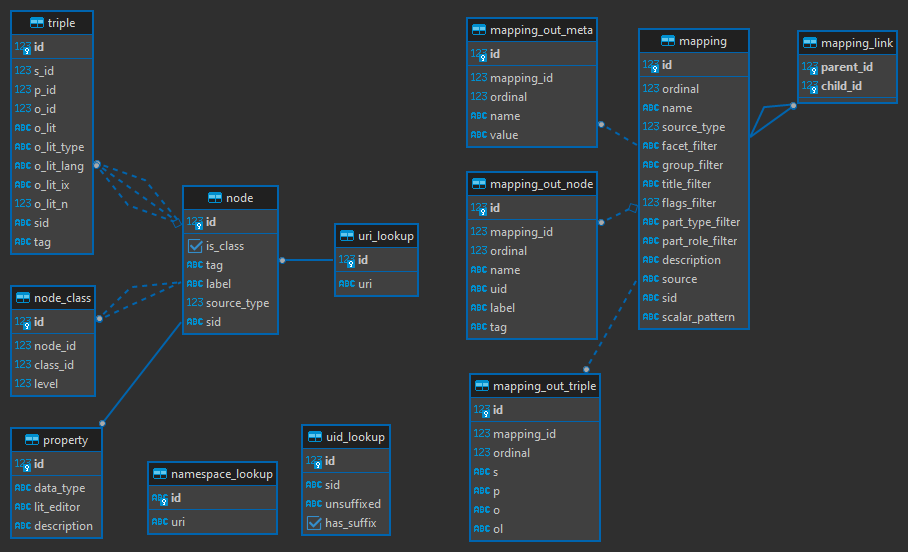 triple
123 id
123 s_id
123 p_id
123 o_id
ABC o_lit
ABC o_lit_type
ABC o_lit_lang
ABC o_lit_ix
123 o_lit_n
ABC sid
ABC tag
node
123 id
is_class
ABC tag
ABC label
123 source_type
ABC sid
uri_lookup
123 id
ABC uri
node_class
123 id
123 node_id
123 class_id
123 level
property
123 id
ABC data_type
ABC lit_editor
ABC description
namespace_lookup
ABC id
ABC uri
uid_lookup
123 id
ABC sid
ABC unsuffixed
has_suffix
mapping_out_meta
123 id
123 mapping_id
123 ordinal
ABC name
ABC value
mapping_out_node
123 id
123 mapping_id
123 ordinal
ABC name
ABC uid
ABC label
ABC tag
mapping_out_triple
123 id
123 mapping_id
123 ordinal
ABC s
ABC p
ABC o
ABC ol
mapping
123 id
123 ordinal
ABC name
123 source_type
ABC facet_filter
ABC group_filter
ABC title_filter
123 flags_filter
ABC part_type_filter
ABC part_role_filter
ABC description
ABC source
ABC sid
ABC scalar_pattern
mapping_link
123 parent_id
123 child_id